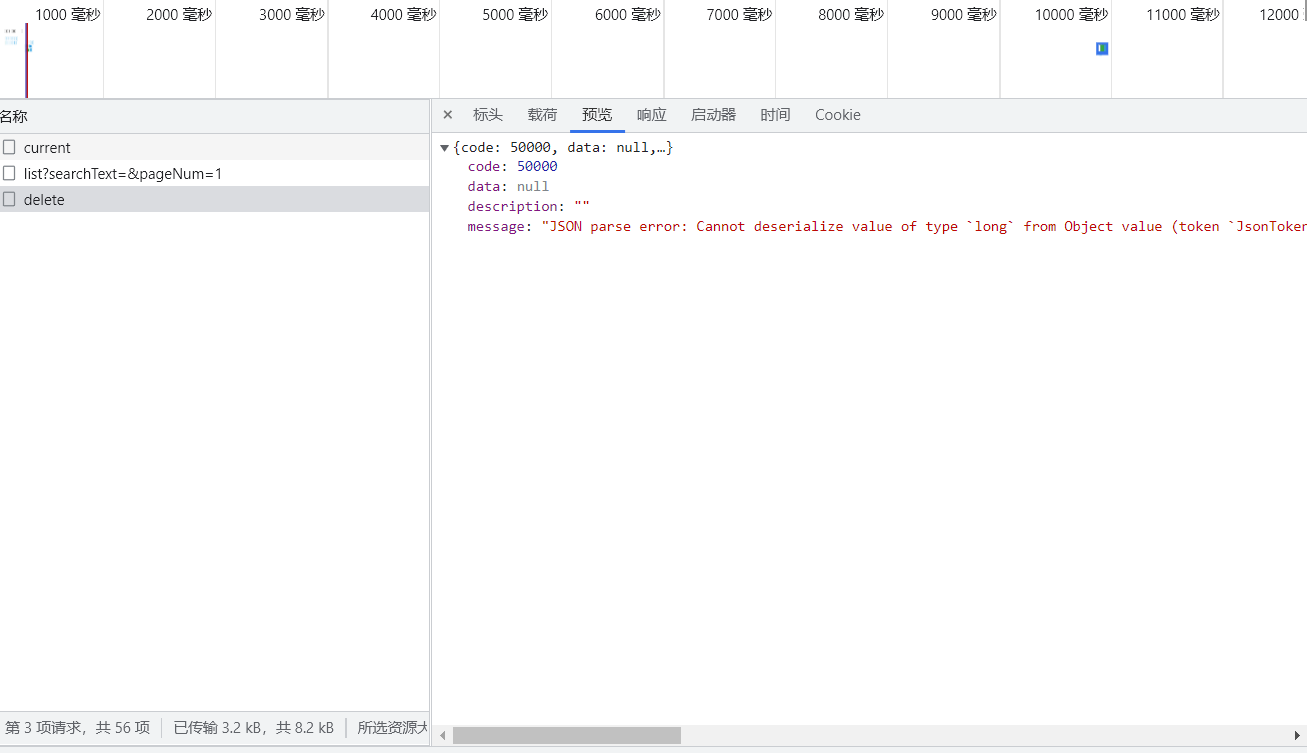 1000 毫秒 2000 毫秒 3000 毫秒 4000 毫秒 5000 毫秒 6000 毫秒 7000 毫秒 8000 毫秒 9000 毫秒 10000 毫秒 11000 毫秒 12000
名称
× 标头 载荷 预览 响应 启动器 时间 Cookie
current
list?searchText=&pageNum=1
delete
▼{code: 50000, data: null,…}
code: 50000
data: null
description: ""
message: "JSON parse error: Cannot deserialize value of type `long` from Object value (token `JsonToken
第 3 项请求，共 56 项 已传输 3.2 kB，共 8.2 kB 所选资源大